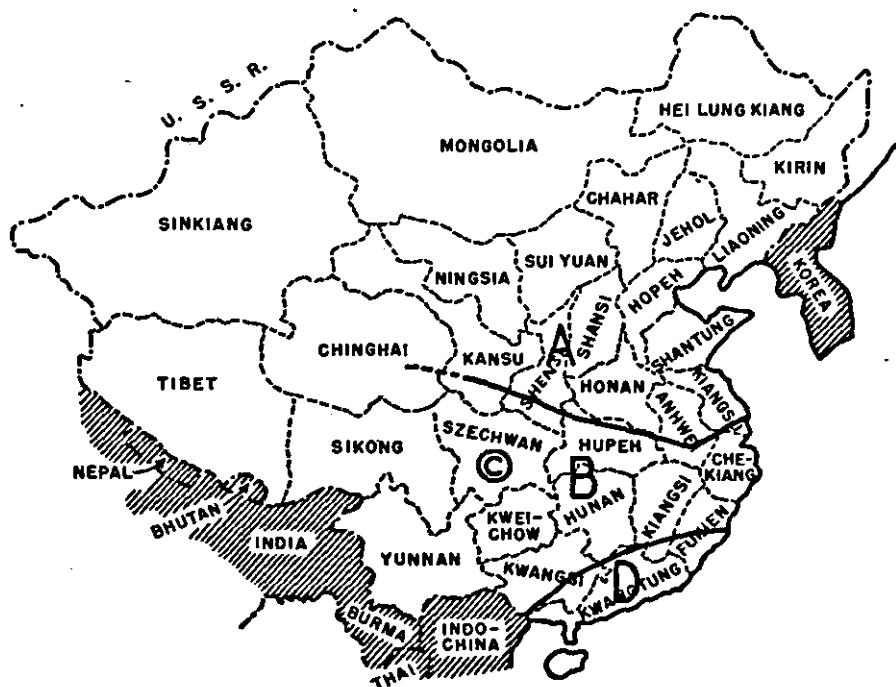 U. S. S. R.
HEI LUNG KIANG
MONGOLIA
KIRIN
CHAHAR
SINKIANG
JEHOL
LIAONING
SUI YUAN
NINGSIA
HOPEH
KOREA
SHANSI
A
CHINGHAI
KANSU
SHENSI
SHANTUNG
TIBET
HONAN
KIANGSU
ANHWEI
SZECHWAN
SIKONG
HUPEH
CHE-
KIANG
NEPAL
C
B
BHUTAN
KWEI-
CHOW
HUNAN
KIANGSI
FUKIEN
INDIA
YUNNAN
KWANGSI
D
KWANGTUNG
BURMA
INDO-
CHINA
THAI